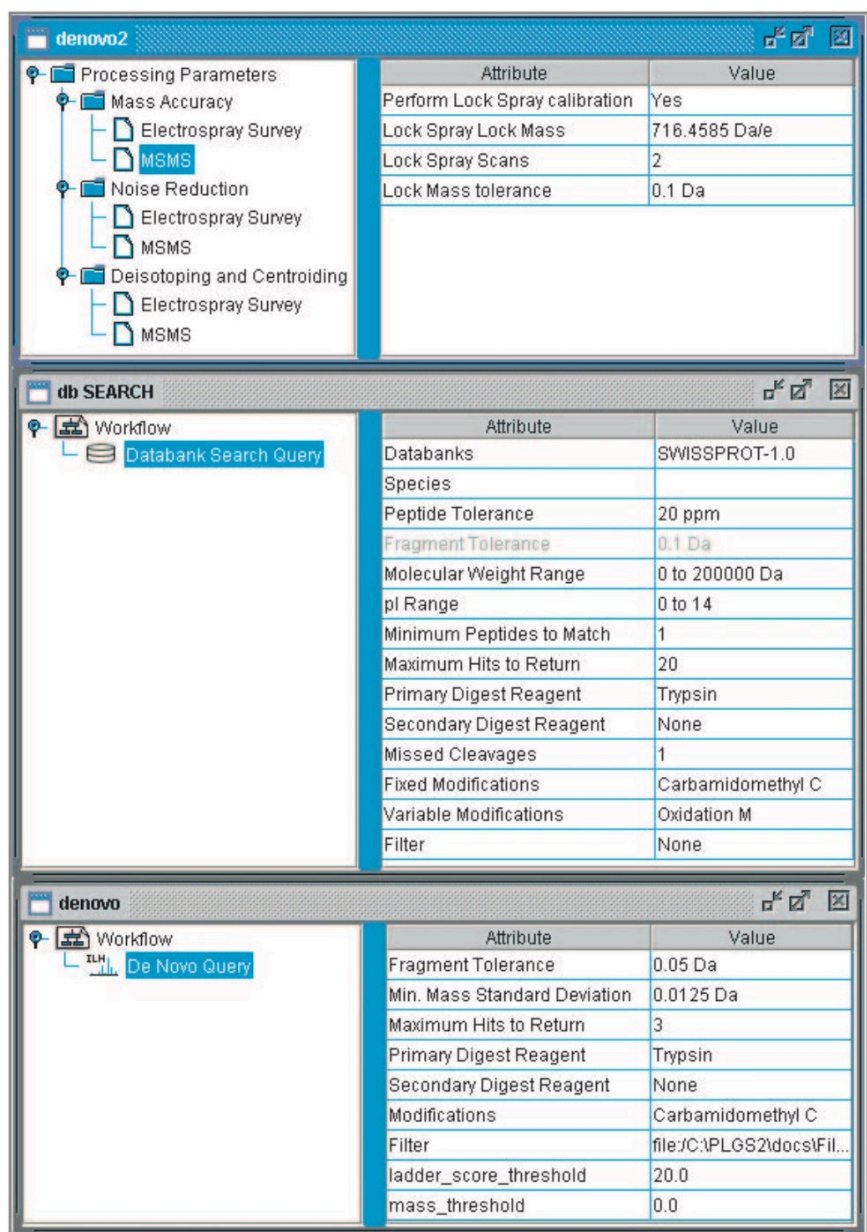 denovo2
Processing Parameters
Mass Accuracy
Electrospray Survey
MSMS
Noise Reduction
Electrospray Survey
MSMS
Deisotoping and Centroiding
Electrospray Survey
MSMS
Attribute Value
Perform Lock Spray calibration Yes
Lock Spray Lock Mass 716.4585 Da/e
Lock Spray Scans 2
Lock Mass tolerance 0.1 Da
db SEARCH
Workflow
Databank Search Query
Attribute Value
Databanks SWISSPROT-1.0
Species
Peptide Tolerance 20 ppm
Fragment Tolerance 0.1 Da
Molecular Weight Range 0 to 200000 Da
pI Range 0 to 14
Minimum Peptides to Match 1
Maximum Hits to Return 20
Primary Digest Reagent Trypsin
Secondary Digest Reagent None
Missed Cleavages 1
Fixed Modifications Carbamidomethyl C
Variable Modifications Oxidation M
Filter None
denovo
Workflow
ILH
De Novo Query
Attribute Value
Fragment Tolerance 0.05 Da
Min. Mass Standard Deviation 0.0125 Da
Maximum Hits to Return 3
Primary Digest Reagent Trypsin
Secondary Digest Reagent None
Modifications Carbamidomethyl C
Filter file:/C:\PLGS2\docs\Fil...
ladder_score_threshold 20.0
mass_threshold 0.0